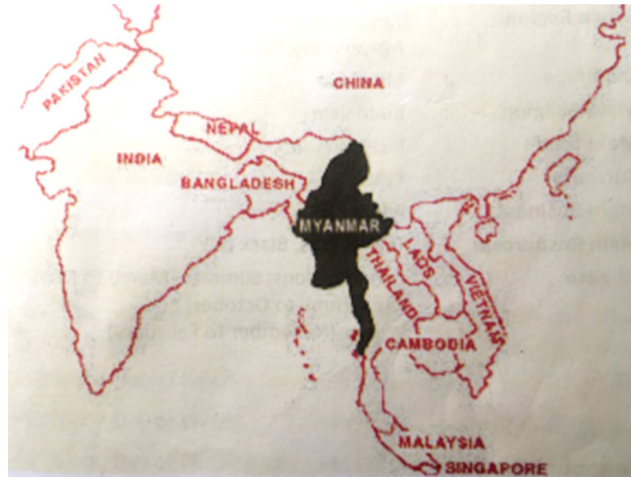 CHINA
PAKISTAN
NEPAL
INDIA
BANGLADESH
MYANMAR
LAOS
THAILAND
VIETNAM
CAMBODIA
MALAYSIA
SINGAPORE